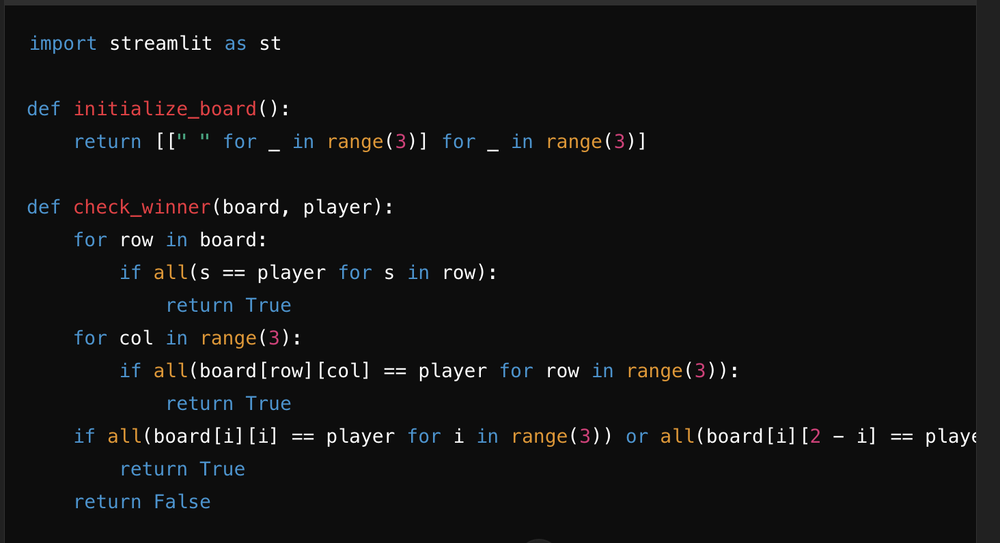 import streamlit as st
def initialize_board():
    return [[" " for _ in range(3)] for _ in range(3)]
def check_winner(board, player):
    for row in board:
        if all(s == player for s in row):
            return True
    for col in range(3):
        if all(board[row][col] == player for row in range(3)):
            return True
    if all(board[i][i] == player for i in range(3)) or all(board[i][2 - i] ==
        return True
    return False